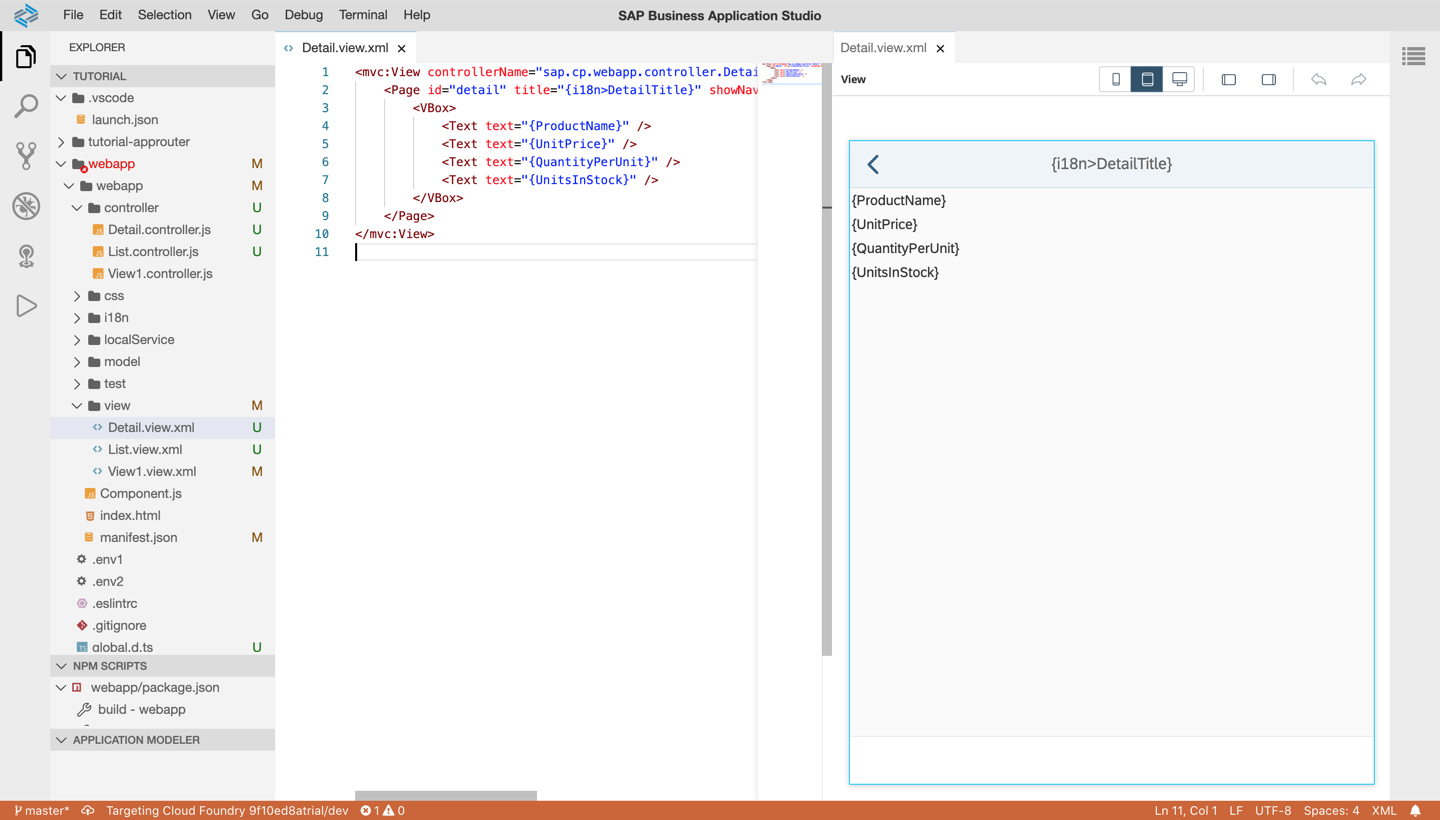 File Edit Selection View Go Debug Terminal Help
SAP Business Application Studio
EXPLORER
TUTORIAL
.vscode
launch.json
tutorial-approuter
webapp M
webapp M
controller U
Detail.controller.js U
List.controller.js U
View1.controller.js
css
i18n
localService
model
test
view M
Detail.view.xml U
List.view.xml U
View1.view.xml M
Component.js
index.html
manifest.json M
.env1
.env2
.eslintrc
.gitignore
global.d.ts U
NPM SCRIPTS
webapp/package.json
build - webapp
APPLICATION MODELER
Detail.view.xml
1 <mvc:View controllerName="sap.cp.webapp.controller.Detai
2 <Page id="detail" title="{i18n>DetailTitle}" showNav
3 <VBox>
4 <Text text="{ProductName}" />
5 <Text text="{UnitPrice}" />
6 <Text text="{QuantityPerUnit}" />
7 <Text text="{UnitsInStock}" />
8 </VBox>
9 </Page>
10 </mvc:View>
11
Detail.view.xml
View
{i18n>DetailTitle}
{ProductName}
{UnitPrice}
{QuantityPerUnit}
{UnitsInStock}
master* Targeting Cloud Foundry 9f10ed8atrial/dev 1 0 Ln 11, Col 1 LF UTF-8 Spaces: 4 XML